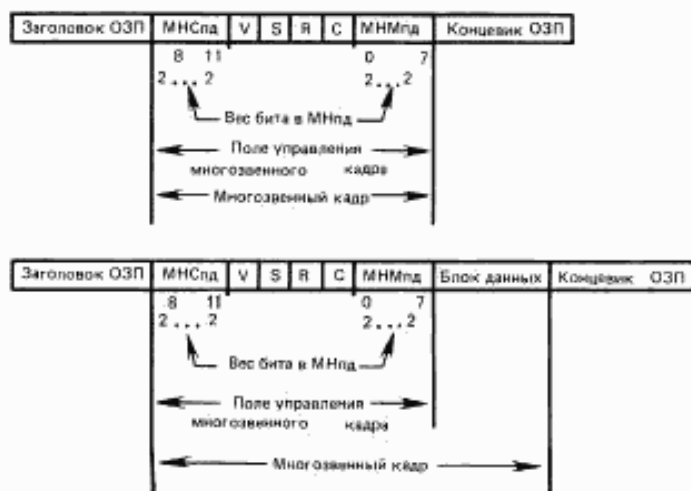 Заголовок ОЗП МНСпд V S R C МНМпд Концевик ОЗП
8 11 0 7
2 ... 2 2 ... 2
Вес бита в МНпд
Поле управления
многозвенного кадра
Многозвенный кадр
Заголовок ОЗП МНСпд V S R C МНМпд Блок данных Концевик ОЗП
8 11 0 7
2 ... 2 2 ... 2
Вес бита в МНпд
Поле управления
многозвенного кадра
Многозвенный кадр